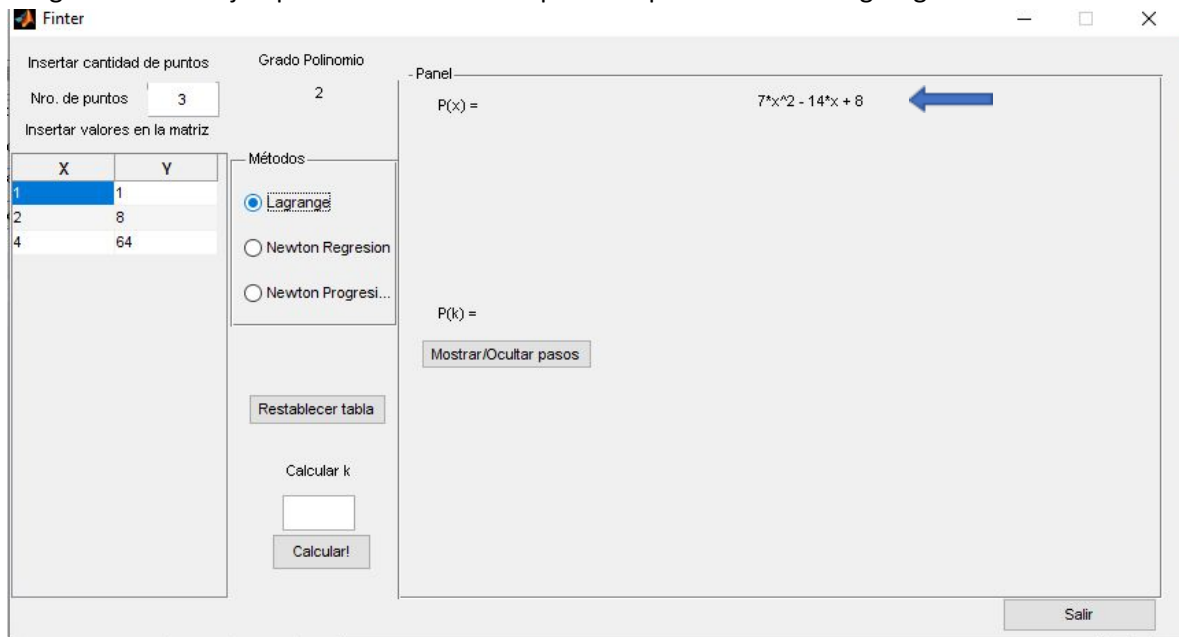 Finter
Insertar cantidad de puntos
Nro. de puntos 3
Insertar valores en la matriz
X Y
1 1
2 8
4 64
Grado Polinomio
2
Métodos
Lagrange
Newton Regresion
Newton Progresi...
Restablecer tabla
Calcular k
Calcular!
Panel
P(x) = 7*x^2 - 14*x + 8
P(k) =
Mostrar/Ocultar pasos
Salir